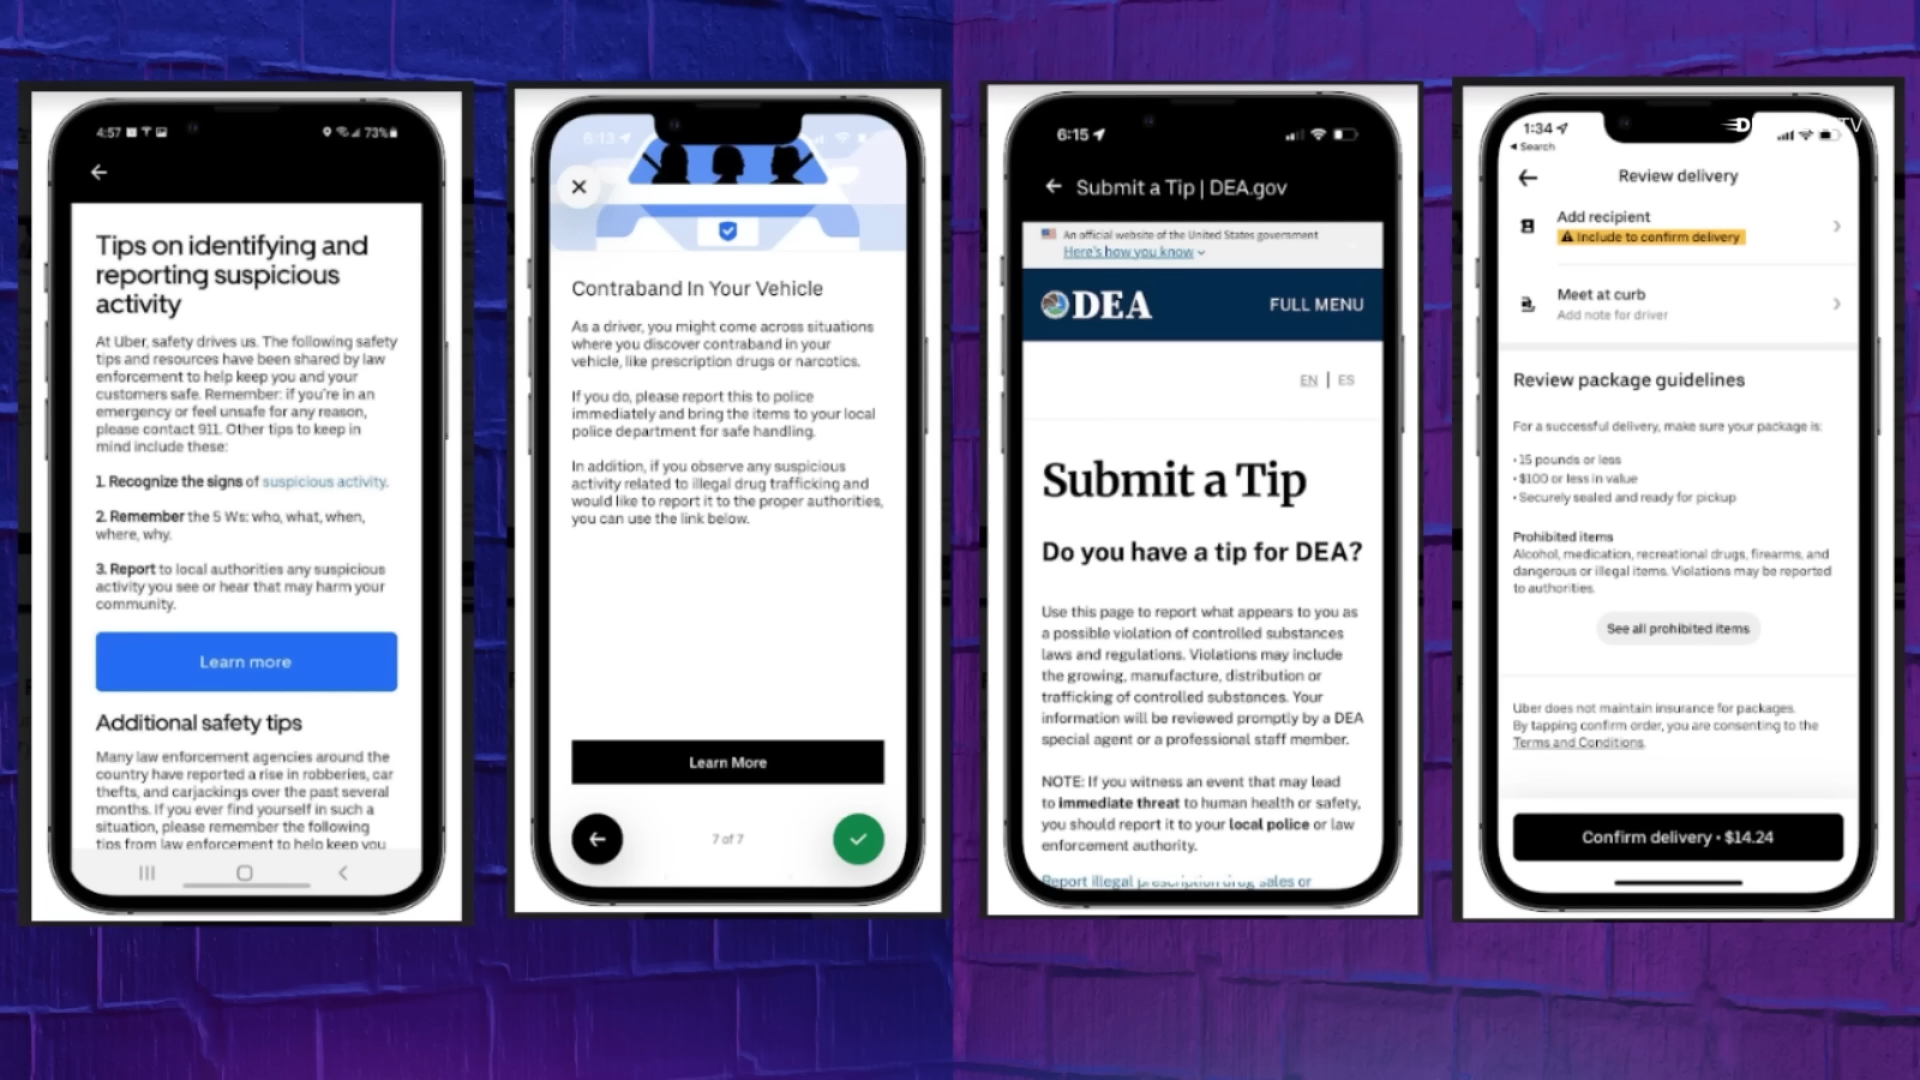 4:57
73%
Tips on identifying and
reporting suspicious
activity
At Uber, safety drives us. The following safety
tips and resources have been shared by law
enforcement to help keep you and your
customers safe. Remember: if you're in an
emergency or feel unsafe for any reason,
please contact 911. Other tips to keep in
mind include these:
1. Recognize the signs of suspicious activity.
2. Remember the 5 Ws: who, what, when,
where, why.
3. Report to local authorities any suspicious
activity you see or hear that may harm your
community.
Learn more
Additional safety tips
Many law enforcement agencies around the
country have reported a rise in robberies, car
thefts, and carjackings over the past several
months. If you ever find yourself in such a
situation, please remember the following
tips from law enforcement to help keep you
6:13
Contraband In Your Vehicle
As a driver, you might come across situations
where you discover contraband in your
vehicle, like prescription drugs or narcotics.
If you do, please report this to police
immediately and bring the items to your local
police department for safe handling.
In addition, if you observe any suspicious
activity related to illegal drug trafficking and
would like to report it to the proper authorities,
you can use the link below.
Learn More
7 of 7
6:15
Submit a Tip | DEA.gov
An official website of the United States government
Here's how you know
DEA
FULL MENU
EN | ES
Submit a Tip
Do you have a tip for DEA?
Use this page to report what appears to you as
a possible violation of controlled substances
laws and regulations. Violations may include
the growing, manufacture, distribution or
trafficking of controlled substances. Your
information will be reviewed promptly by a DEA
special agent or a professional staff member.
NOTE: If you witness an event that may lead
to immediate threat to human health or safety,
you should report it to your local police or law
enforcement authority.
Report illegal prescription drug sales or
1:34
Search
TV
Review delivery
Add recipient
Include to confirm delivery
Meet at curb
Add note for driver
Review package guidelines
For a successful delivery, make sure your package is:
• 15 pounds or less
• $100 or less in value
• Securely sealed and ready for pickup
Prohibited items
Alcohol, medication, recreational drugs, firearms, and
dangerous or illegal items. Violations may be reported
to authorities.
See all prohibited items
Uber does not maintain insurance for packages.
By tapping confirm order, you are consenting to the
Terms and Conditions.
Confirm delivery • $14.24